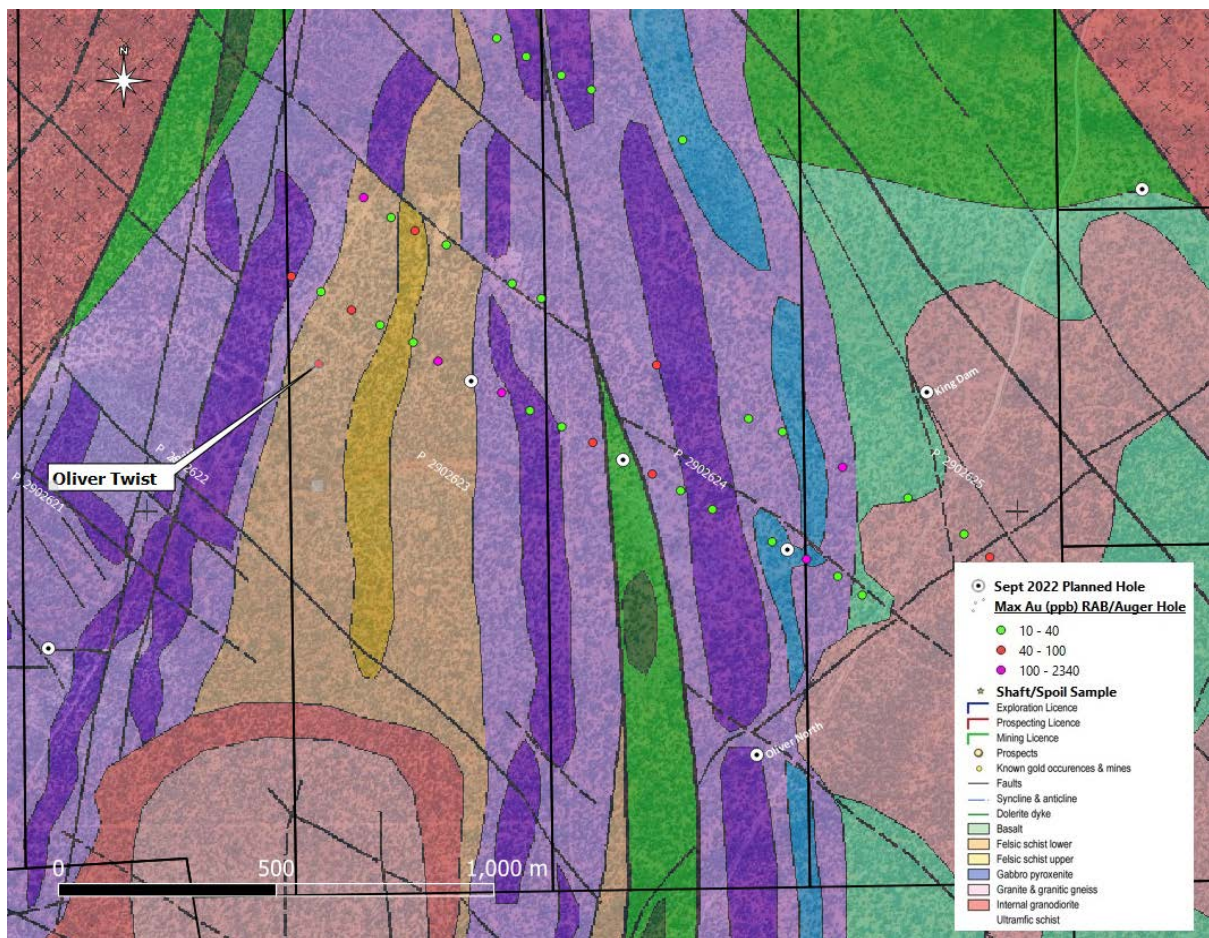 N
P 2902622
P 2902621
P 2902623
P 2902624
P 2902625
King Dam
Oliver Twist
Oliver North
0 500 1,000 m
Sept 2022 Planned Hole
Max Au (ppb) RAB/Auger Hole
10 - 40
40 - 100
100 - 2340
Shaft/Spoil Sample
Exploration Licence
Prospecting Licence
Mining Licence
Prospects
Known gold occurences & mines
Faults
Syncline & anticline
Dolerite dyke
Basalt
Felsic schist lower
Felsic schist upper
Gabbro pyroxenite
Granite & granitic gneiss
Internal granodiorite
Ultramfic schist